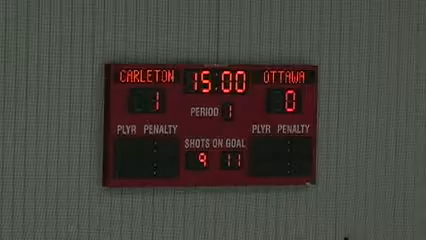 CARLETON 15:00 OTTAWA
1 PERIOD 1 0
PLYR PENALTY PLYR PENALTY
SHOTS ON GOAL
9 11